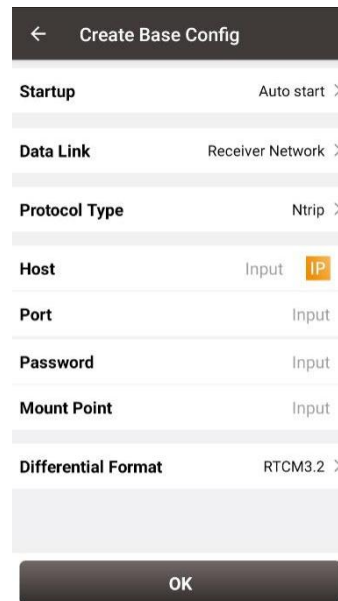 Create Base Config
Startup Auto start
Data Link Receiver Network
Protocol Type Ntrip
Host Input IP
Port Input
Password Input
Mount Point Input
Differential Format RTCM3.2
OK